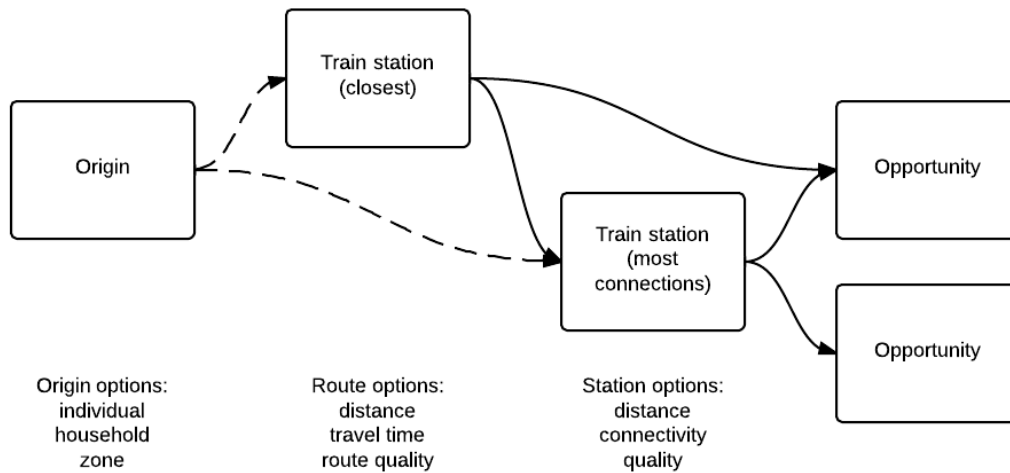 Train station
(closest)
Origin
Opportunity
Train station
(most
connections)
Opportunity
Origin options:
individual
household
zone
Route options:
distance
travel time
route quality
Station options:
distance
connectivity
quality